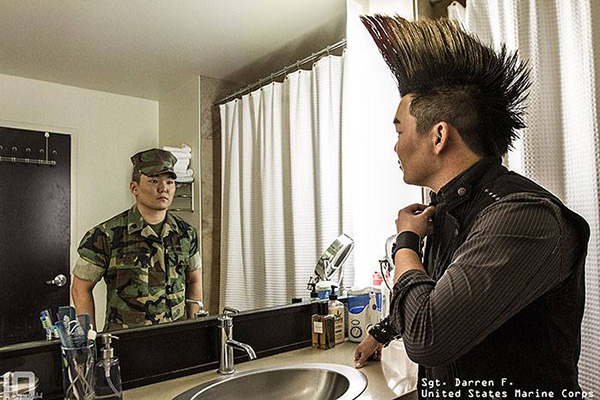 Sgt. Darren F.
United States Marine Corps